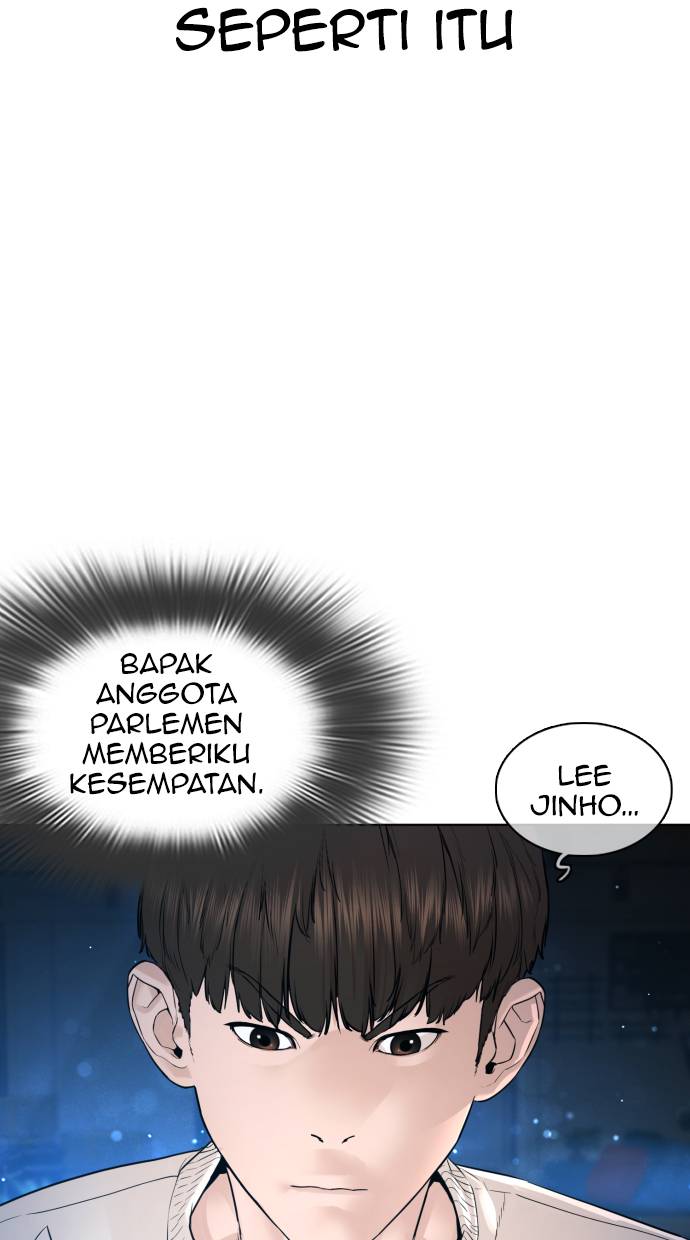 SEPERTI ITU
BAPAK
ANGGOTA
PARLEMEN
MEMBERIKU
KESEMPATAN.
LEE
JINHO...